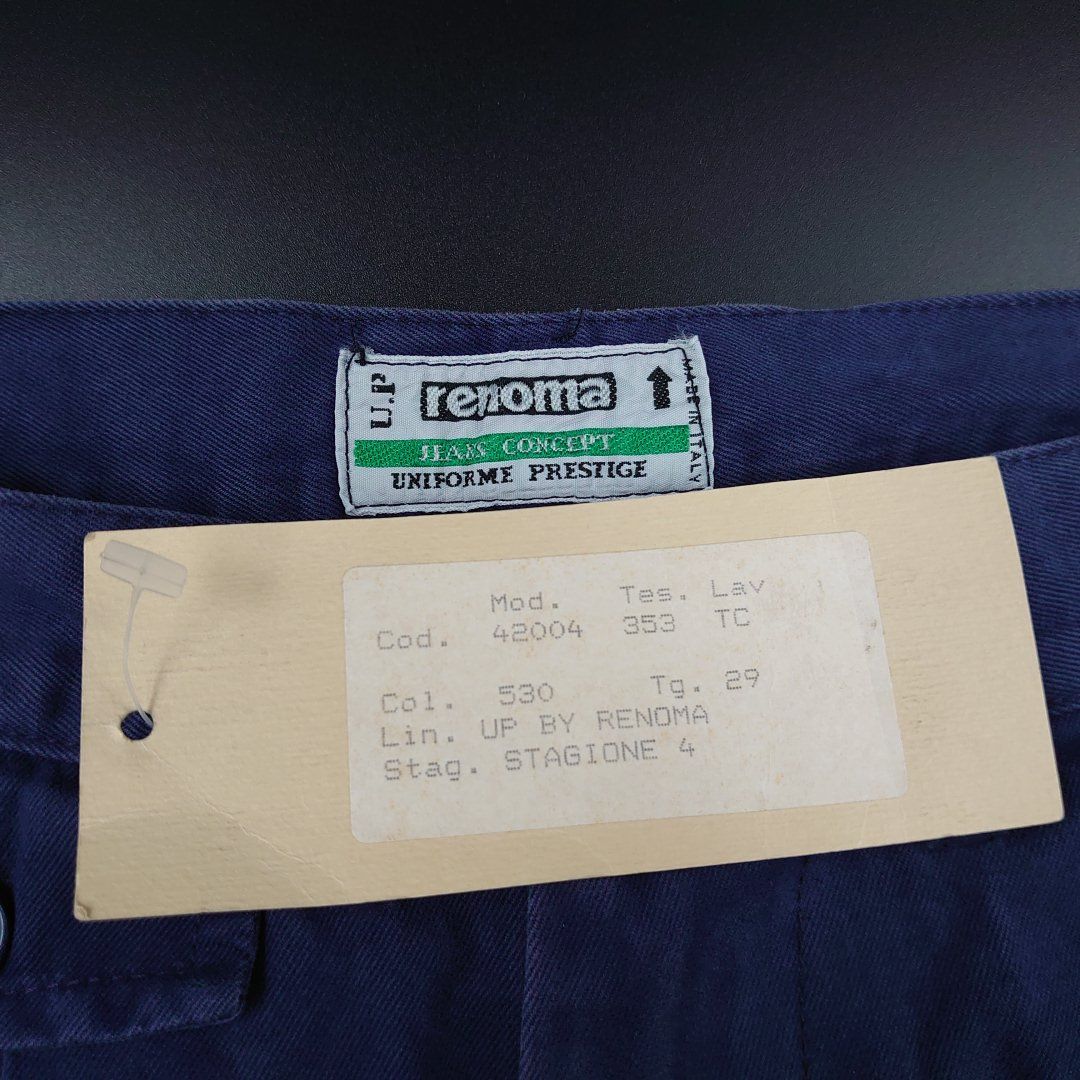 U.P
renoma
MADE IN ITALY
JEANS CONCEPT
UNIFORME PRESTIGE
Mod. Tes. Lav
Cod. 42004 353 TC
Col. 530 Tg. 29
Lin. UP BY RENOMA
Stag. STAGIONE 4